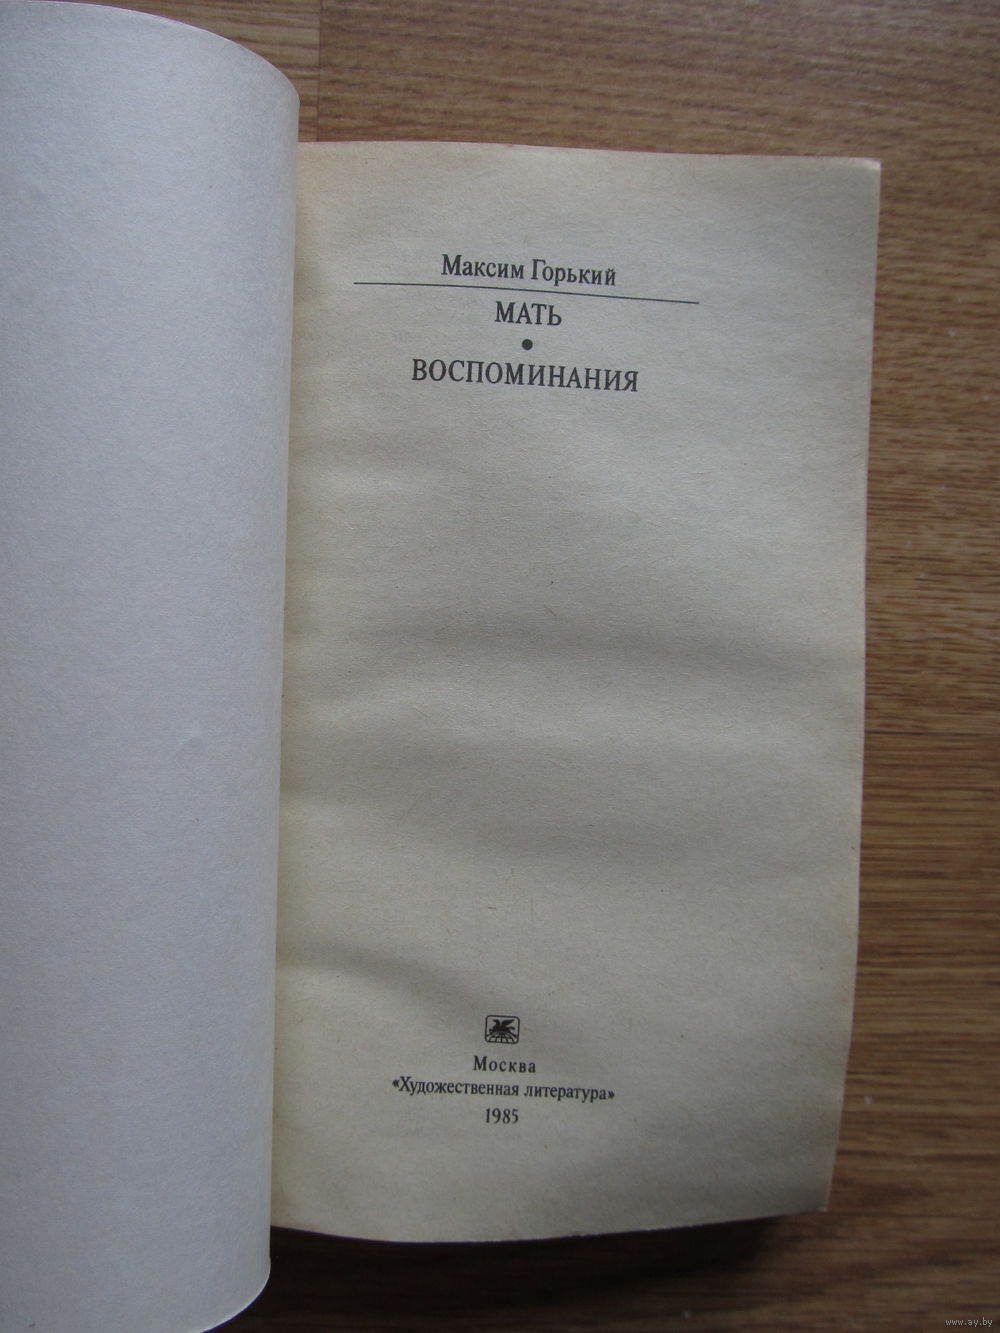 Максим Горький
МАТЬ
•
ВОСПОМИНАНИЯ
Москва
«Художественная литература»
1985
www.ay.by